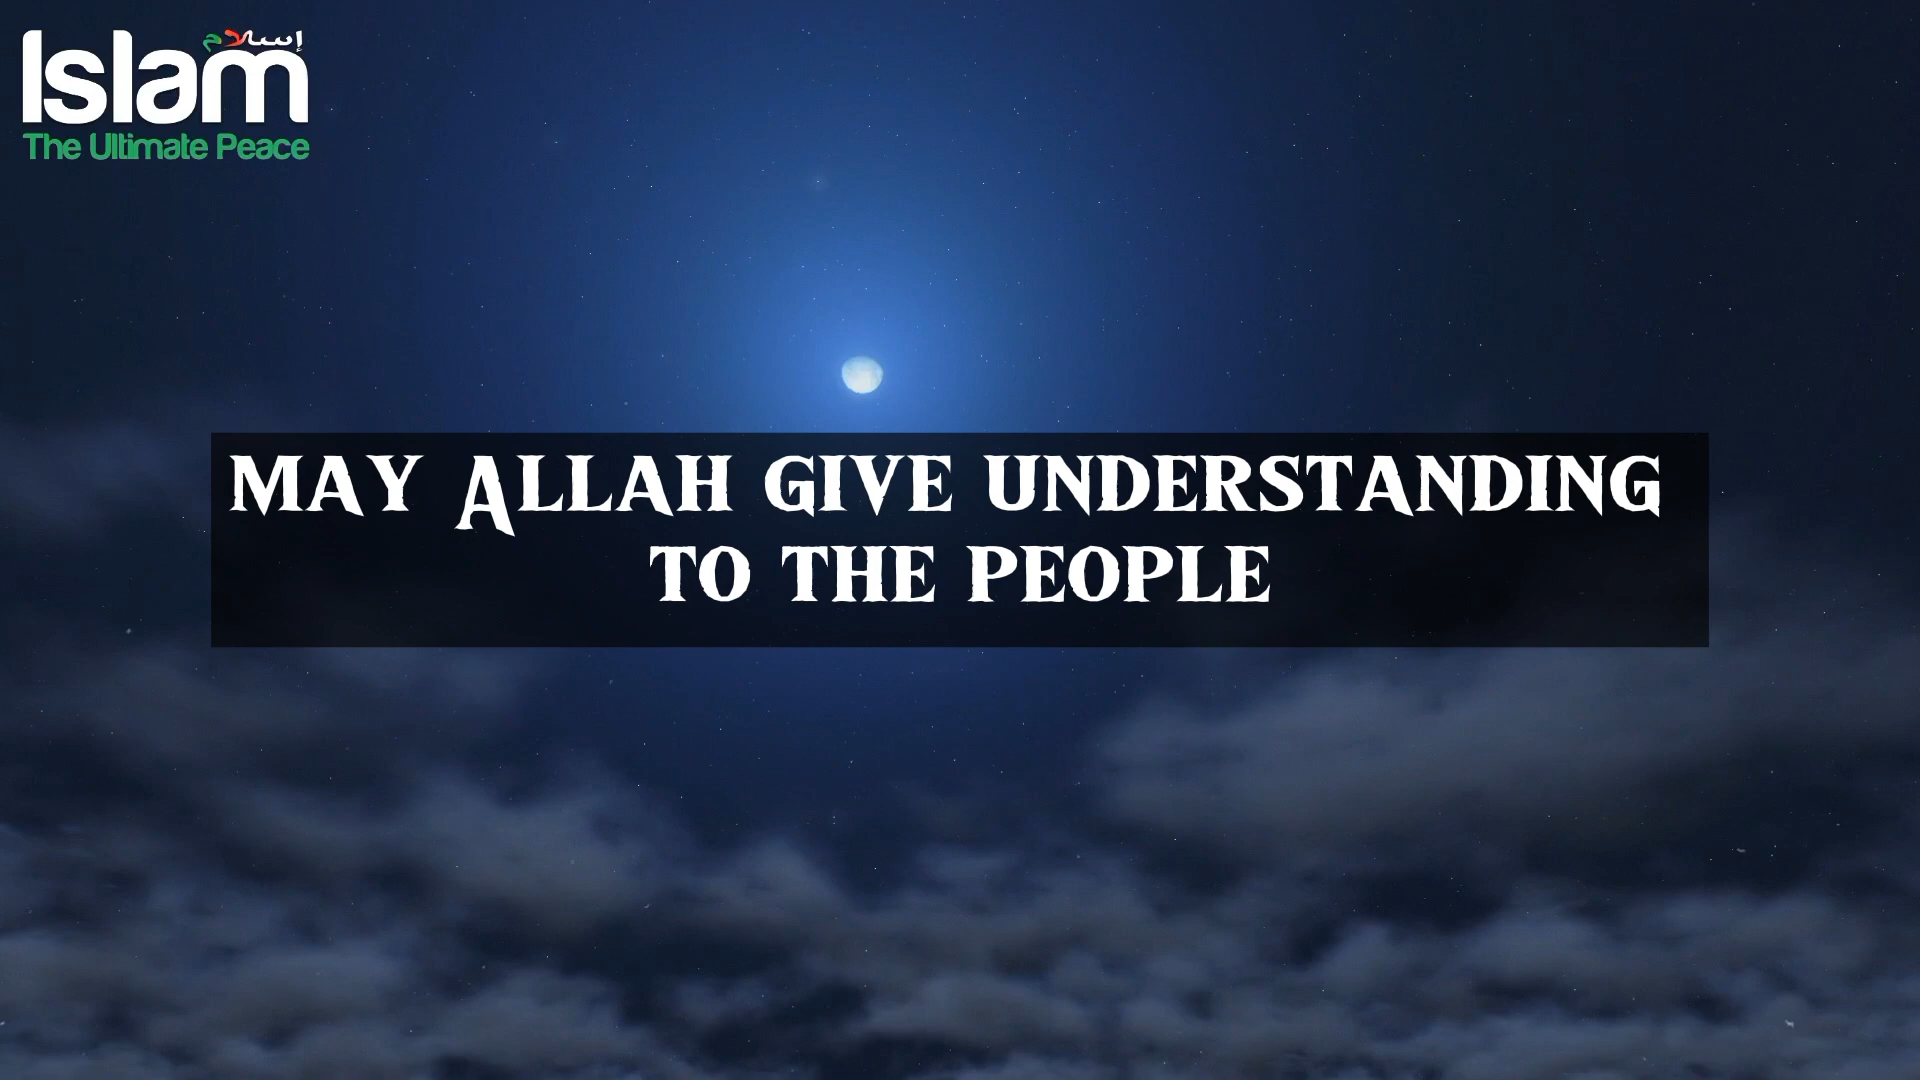 إسلام
Islam
The Ultimate Peace
MAY ALLAH GIVE UNDERSTANDING
TO THE PEOPLE